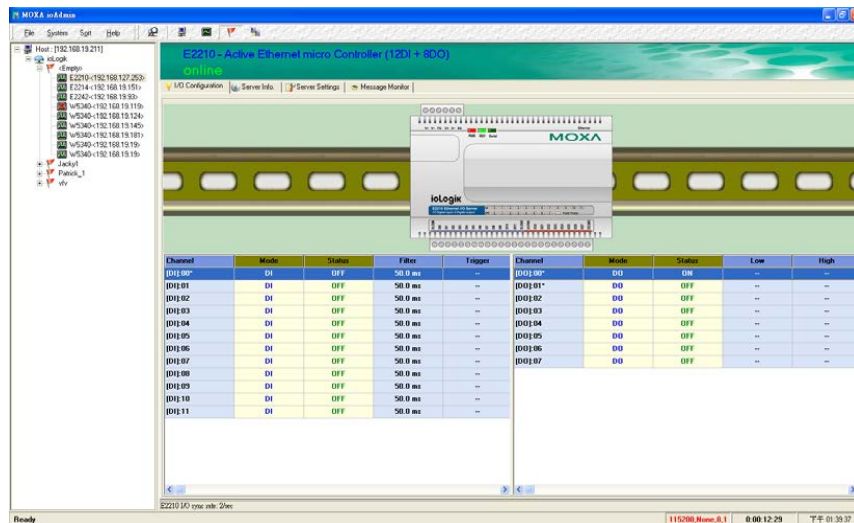 MOXA ioAdmin
File System Sort Help
Host : [192.168.19.211]
ioLogik
<Empty>
E2210-<192.168.127.253>
E2214-<192.168.19.151>
E2242-<192.168.19.93>
W5340-<192.168.19.119>
W5340-<192.168.19.124>
W5340-<192.168.19.145>
W5340-<192.168.19.181>
W5340-<192.168.19.19>
W5340-<192.168.19.19>
Jacky1
Patrick_1
vfv
E2210 - Active Ethernet micro Controller (12DI + 8DO)
online
I/O Configuration Server Info. Server Settings Message Monitor
MOXA
ioLogik
E2210 Ethernet I/O Server
Channel Mode Status Filter Trigger
[DI]:00* DI OFF 50.0 ms --
[DI]:01 DI OFF 50.0 ms --
[DI]:02 DI OFF 50.0 ms --
[DI]:03 DI OFF 50.0 ms --
[DI]:04 DI OFF 50.0 ms --
[DI]:05 DI OFF 50.0 ms --
[DI]:06 DI OFF 50.0 ms --
[DI]:07 DI OFF 50.0 ms --
[DI]:08 DI OFF 50.0 ms --
[DI]:09 DI OFF 50.0 ms --
[DI]:10 DI OFF 50.0 ms --
[DI]:11 DI OFF 50.0 ms --
Channel Mode Status Low High
[DO]:00* DO ON -- --
[DO]:01* DO OFF -- --
[DO]:02 DO OFF -- --
[DO]:03 DO OFF -- --
[DO]:04 DO OFF -- --
[DO]:05 DO OFF -- --
[DO]:06 DO OFF -- --
[DO]:07 DO OFF -- --
E2210 I/O sync rate: 2/sec
Ready 115200,None,8,1 0:00:12:29 下午 01:39:37